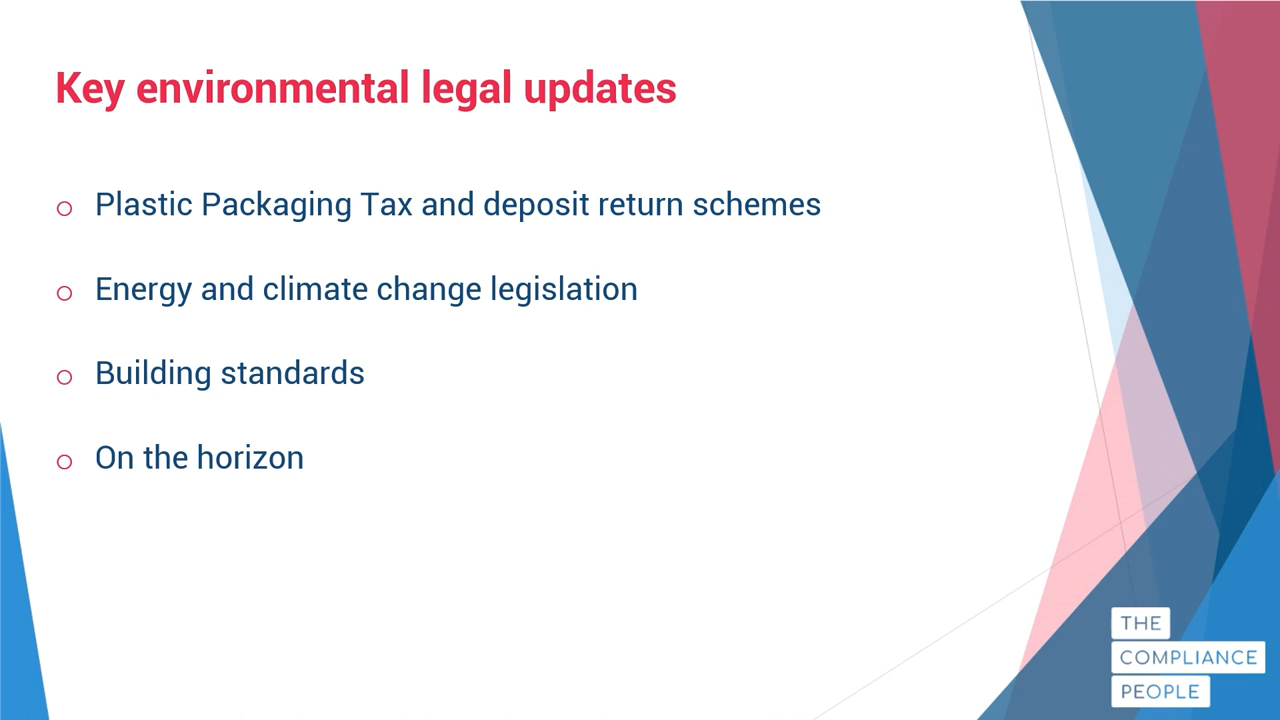 Key environmental legal updates
o Plastic Packaging Tax and deposit return schemes
o Energy and climate change legislation
o Building standards
o On the horizon
THE
COMPLIANCE
PEOPLE